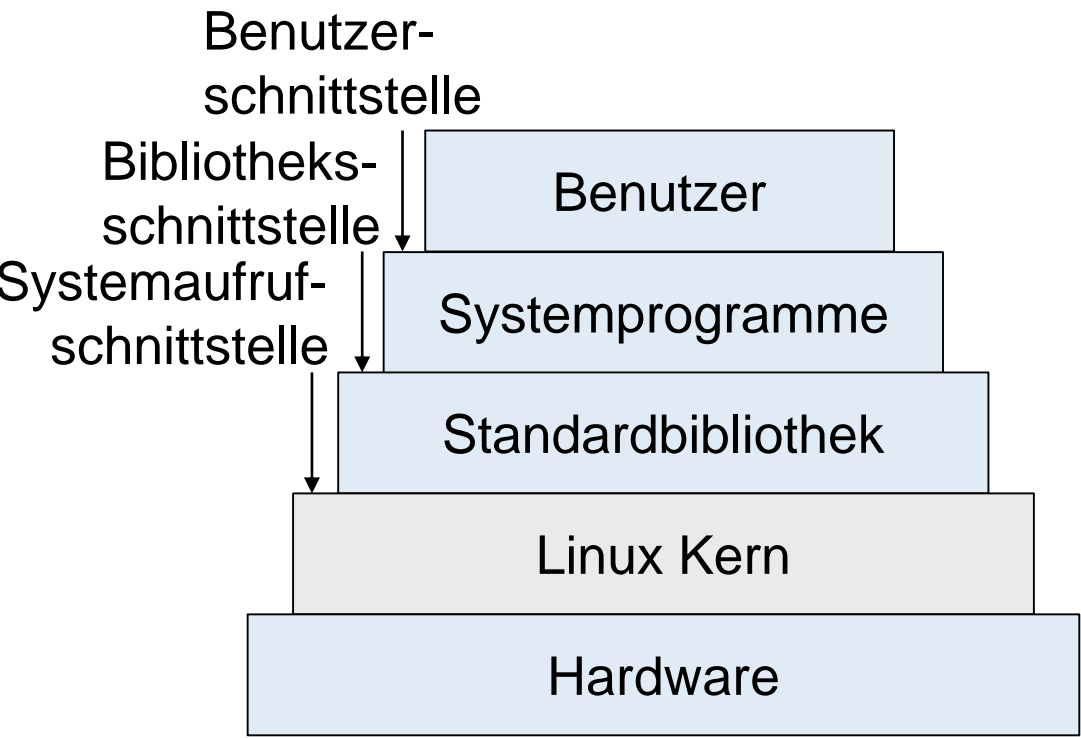 Benutzer-
schnittstelle
Bibliotheks-
schnittstelle
Systemaufruf-
schnittstelle
Benutzer
Systemprogramme
Standardbibliothek
Linux Kern
Hardware